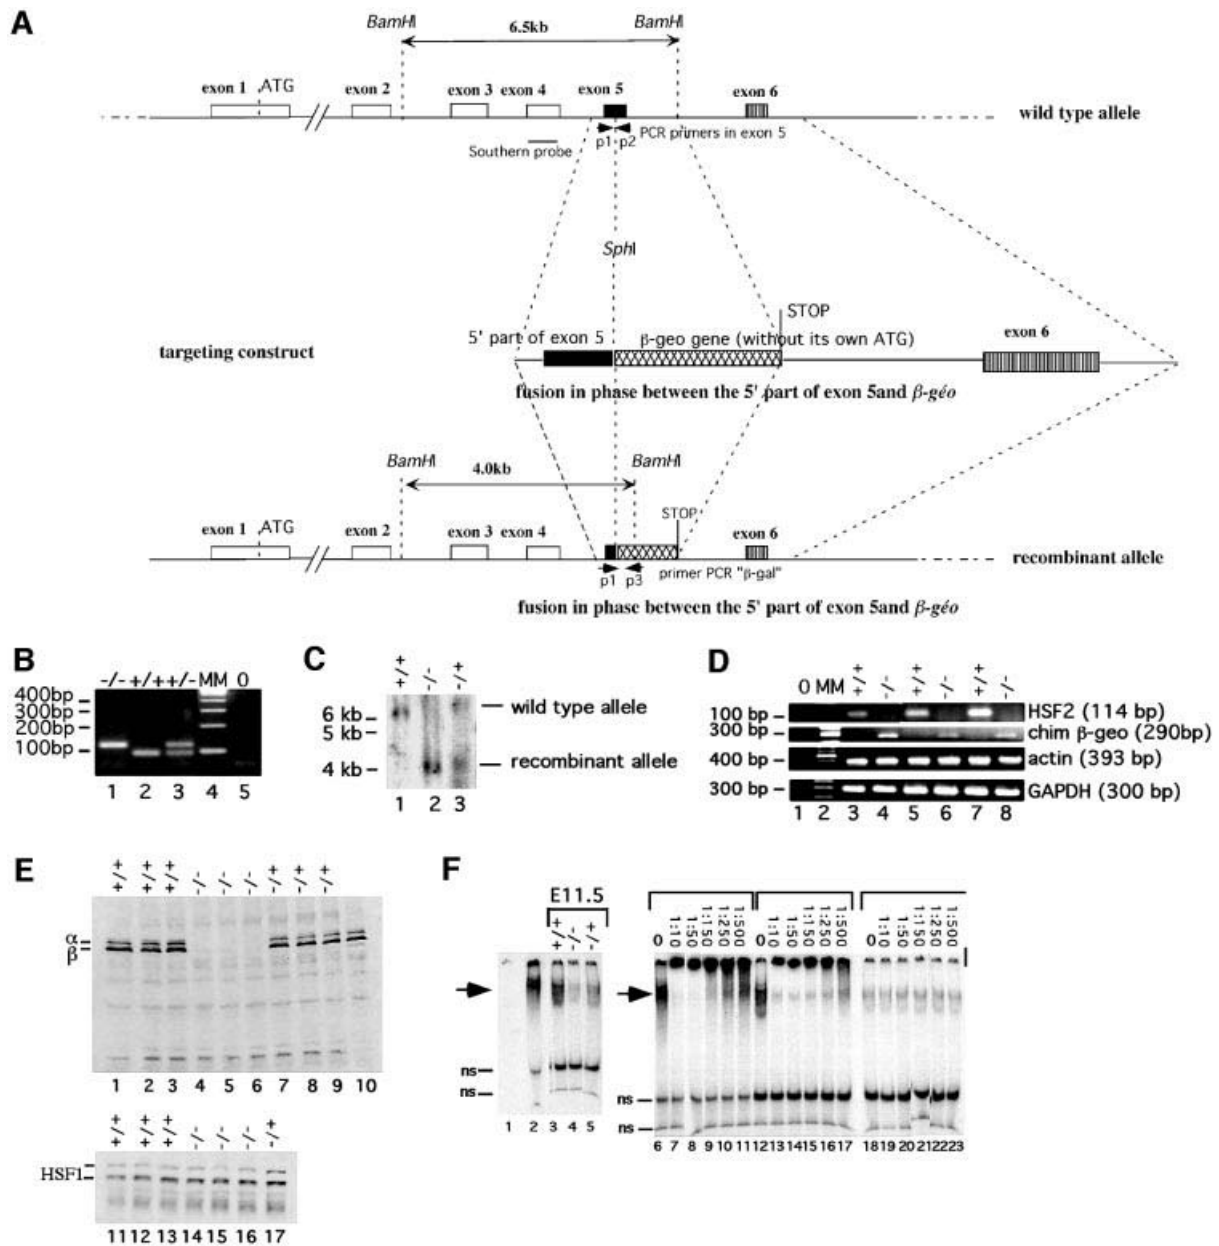 A
BamHI
BamHI
6.5kb
exon 1
ATG
exon 2
exon 3
exon 4
exon 5
exon 6
wild type allele
p1
p2
PCR primers in exon 5
Southern probe
SphI
STOP
5' part of exon 5
β-geo gene (without its own ATG)
exon 6
targeting construct
fusion in phase between the 5' part of exon 5and β-géo
BamHI
BamHI
4.0kb
STOP
exon 1
ATG
exon 2
exon 3
exon 4
exon 6
recombinant allele
p1
p3
primer PCR "β-gal"
fusion in phase between the 5' part of exon 5and β-géo
B
-/- +/+ +/- MM 0
400bp
300bp
200bp
100bp
1 2 3 4 5
C
+/+ -/- +/-
6 kb
5 kb
4 kb
wild type allele
recombinant allele
1 2 3
D
0 MM +/+ -/- +/+ -/- +/+ -/-
100 bp
HSF2 (114 bp)
300 bp
chim β-geo (290bp)
400 bp
actin (393 bp)
300 bp
GAPDH (300 bp)
1 2 3 4 5 6 7 8
E
+/+ +/+ +/+ -/- -/- -/- +/- +/- +/-
α
β
1 2 3 4 5 6 7 8 9 10
+/+ +/+ +/+ -/- -/- -/- +/-
HSF1
11 12 13 14 15 16 17
F
E11.5
+/+ -/- +/-
ns
ns
1 2 3 4 5
0 1:10 1:50 1:150 1:250 1:500
0 1:10 1:50 1:150 1:250 1:500
0 1:10 1:50 1:150 1:250 1:500
ns
ns
6 7 8 9 10 11 12 13 14 15 16 17 18 19 20 21 22 23